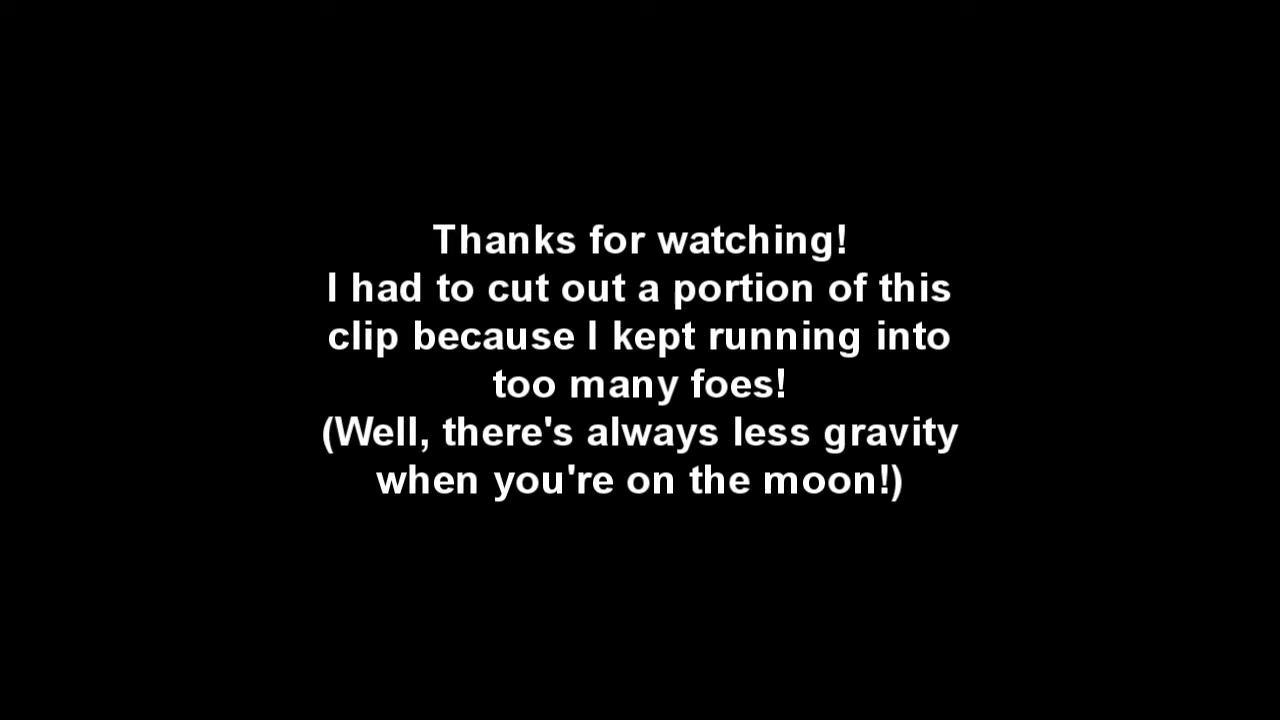 Thanks for watching!
I had to cut out a portion of this
clip because I kept running into
too many foes!
(Well, there's always less gravity
when you're on the moon!)